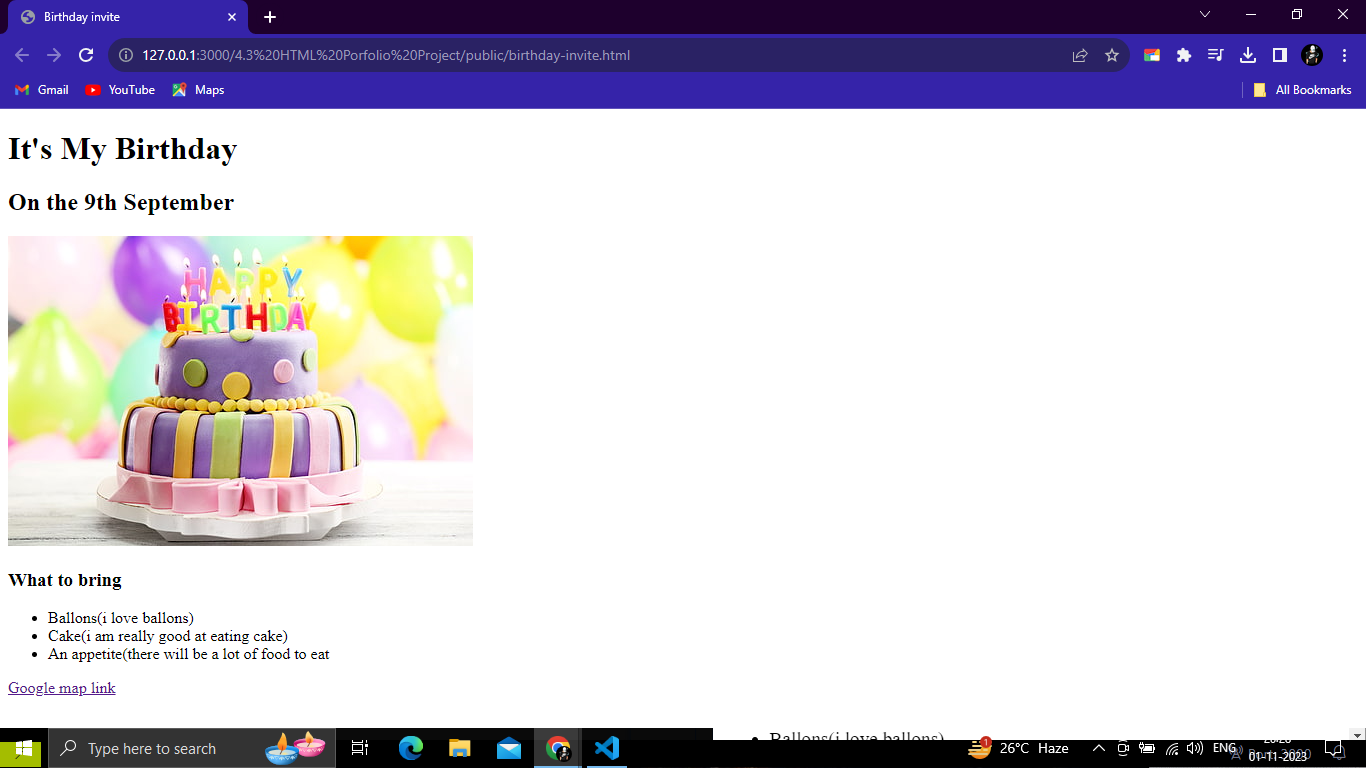 Birthday invite
127.0.0.1:3000/4.3%20HTML%20Porfolio%20Project/public/birthday-invite.html
Gmail YouTube Maps All Bookmarks
It's My Birthday
On the 9th September
HAPPY
BIRTHDAY
What to bring
Ballons(i love ballons)
Cake(i am really good at eating cake)
An appetite(there will be a lot of food to eat
Google map link
Ballons(i love ballons)
Type here to search
1
26°C Haze
ENG
01-11-2023